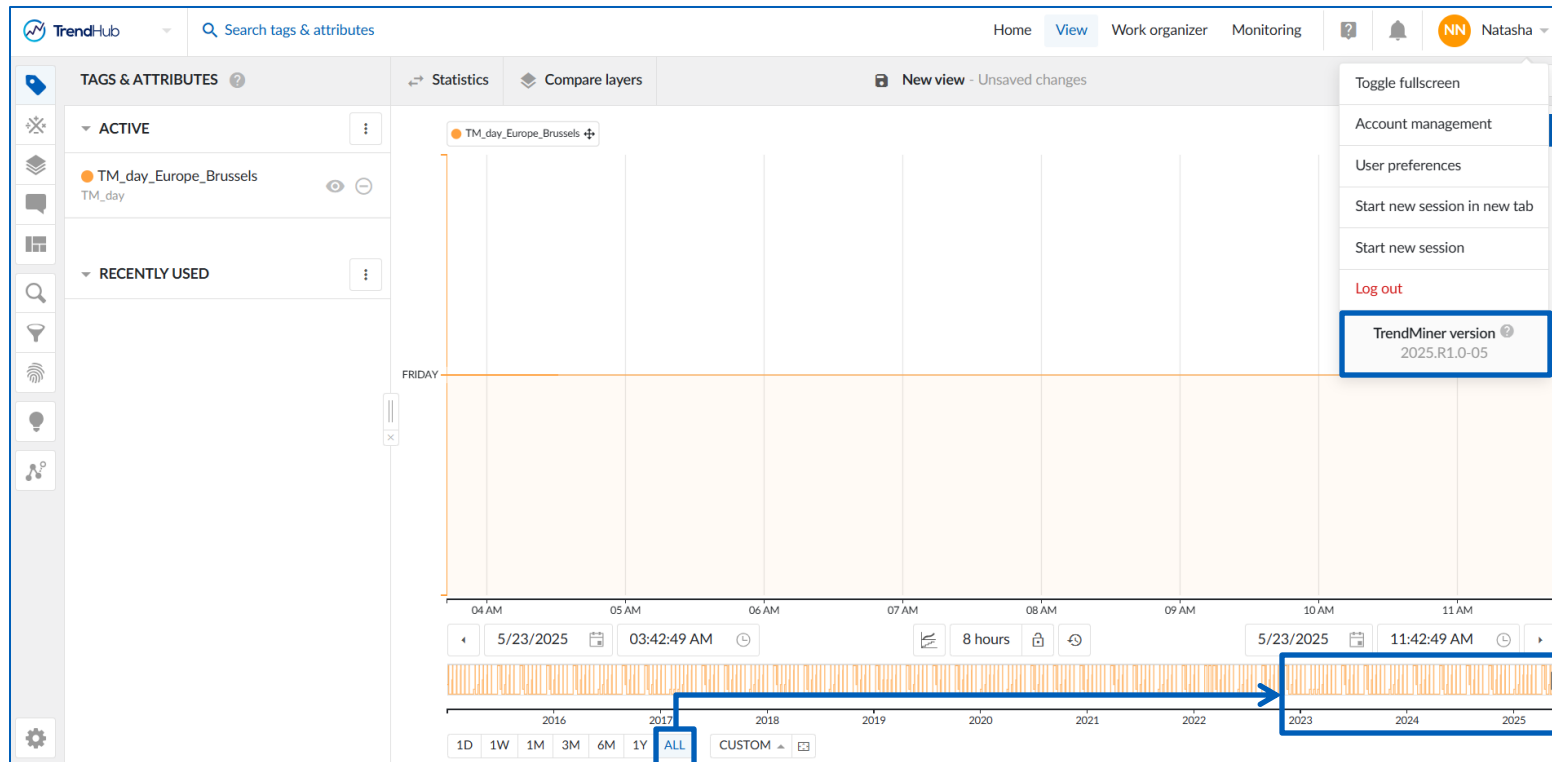 TrendHub
Search tags & attributes
Home
View
Work organizer
Monitoring
?
NN
Natasha
TAGS & ATTRIBUTES ?
Statistics
Compare layers
New view - Unsaved changes
ACTIVE
TM_day_Europe_Brussels
TM_day
RECENTLY USED
TM_day_Europe_Brussels
FRIDAY
04 AM
05 AM
06 AM
07 AM
08 AM
09 AM
10 AM
11 AM
Toggle fullscreen
Account management
User preferences
Start new session in new tab
Start new session
Log out
TrendMiner version ?
2025.R1.0-05
5/23/2025
03:42:49 AM
8 hours
5/23/2025
11:42:49 AM
2016
2017
2018
2019
2020
2021
2022
2023
2024
2025
1D
1W
1M
3M
6M
1Y
ALL
CUSTOM